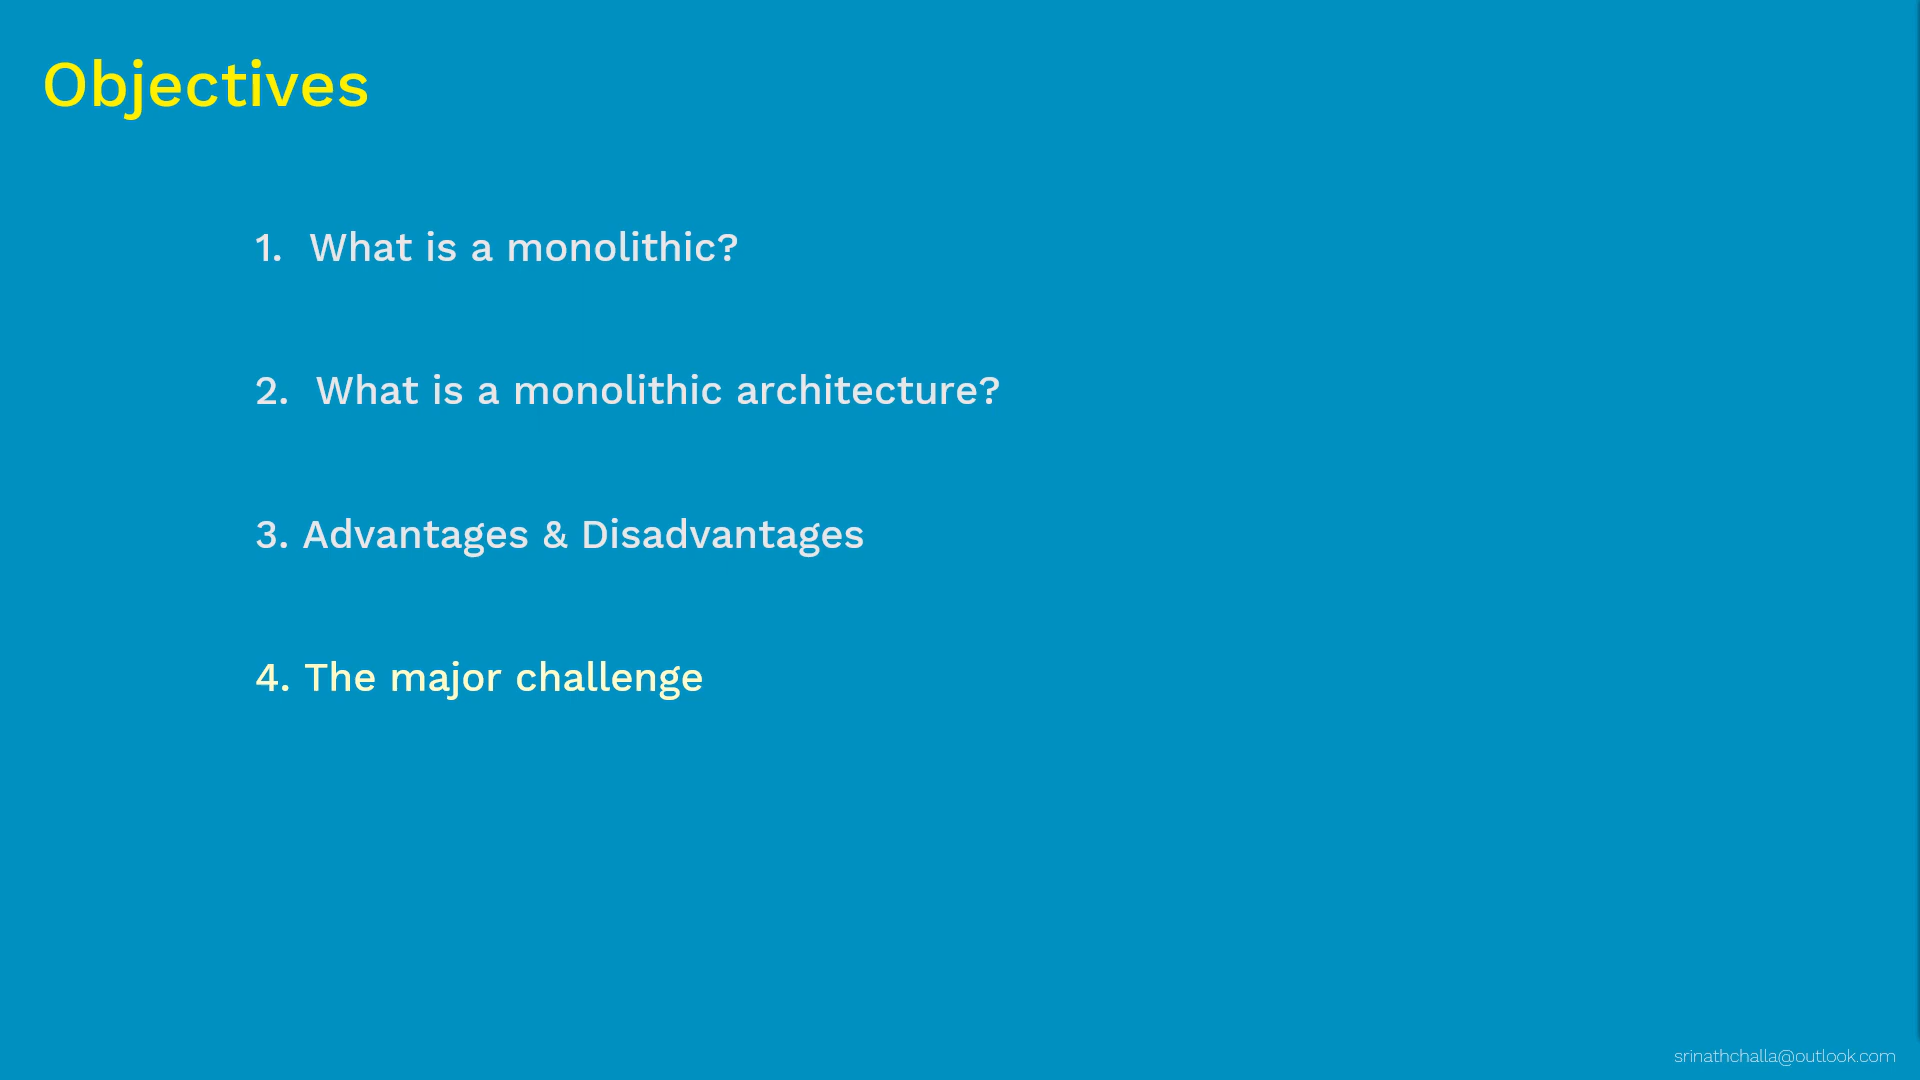 Objectives
1. What is a monolithic?
2. What is a monolithic architecture?
3. Advantages & Disadvantages
4. The major challenge
srinathchalla@outlook.com